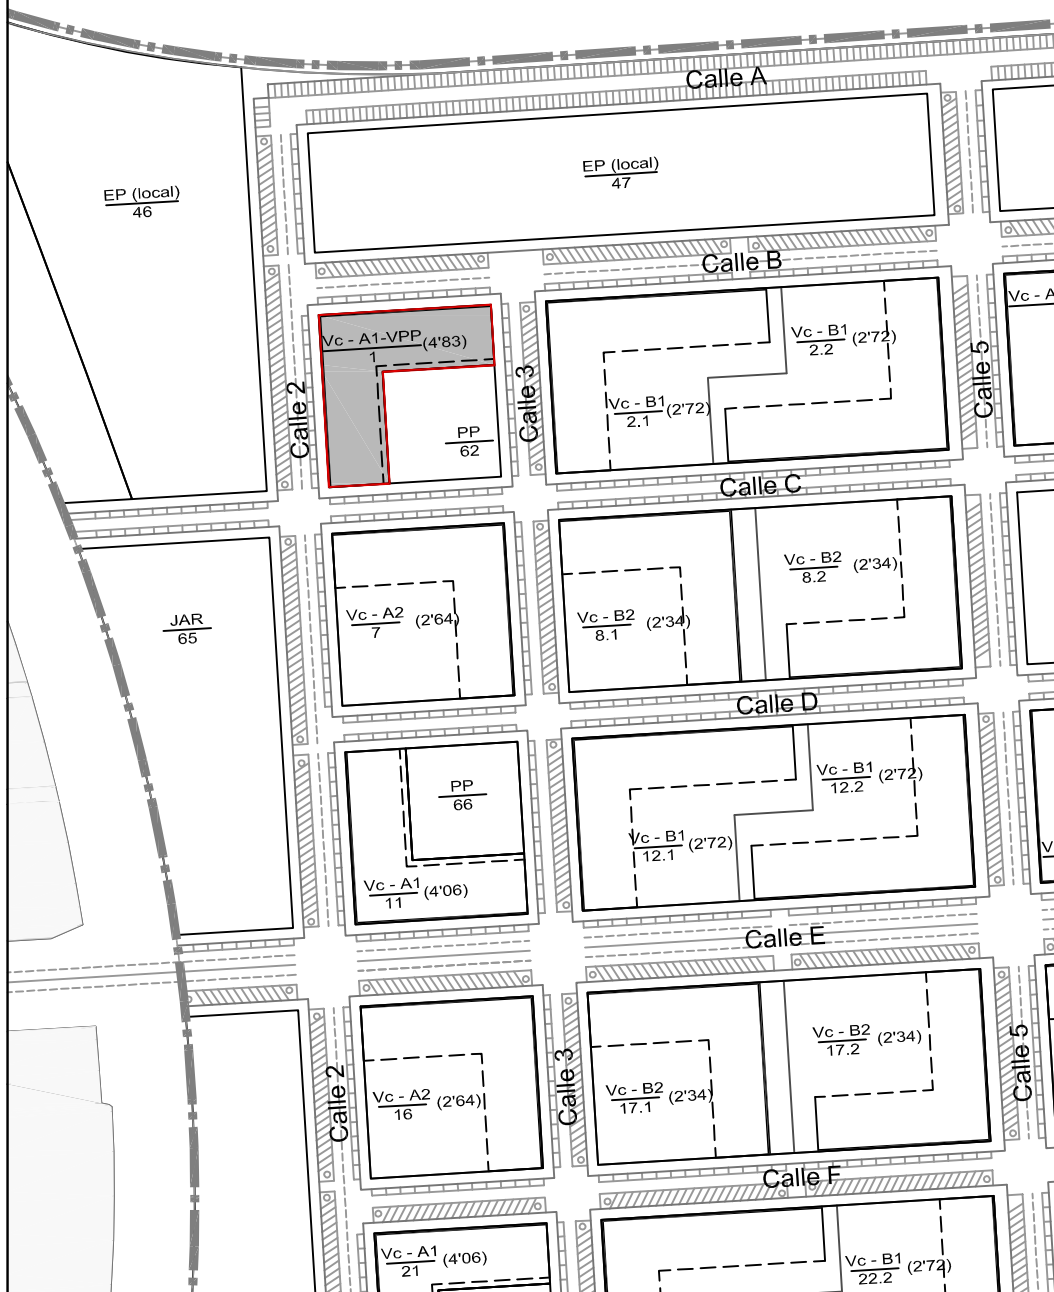 Calle A
EP (local)
47
EP (local)
46
Calle B
Vc - A
Vc - A1-VPP (4'83)
1
Vc - B1 (2'72)
2.2
Calle 2
Calle 3
Calle 5
Vc - B1 (2'72)
2.1
PP
62
Calle C
Vc - B2 (2'34)
8.2
JAR
65
Vc - A2 (2'64)
7
Vc - B2 (2'34)
8.1
Calle D
Vc - B1 (2'72)
12.2
PP
66
Vc - B1 (2'72)
12.1
V
Vc - A1 (4'06)
11
Calle E
Vc - B2 (2'34)
17.2
Calle 2
Calle 3
Calle 5
Vc - A2 (2'64)
16
Vc - B2 (2'34)
17.1
Calle F
Vc - A1 (4'06)
21
Vc - B1 (2'72)
22.2